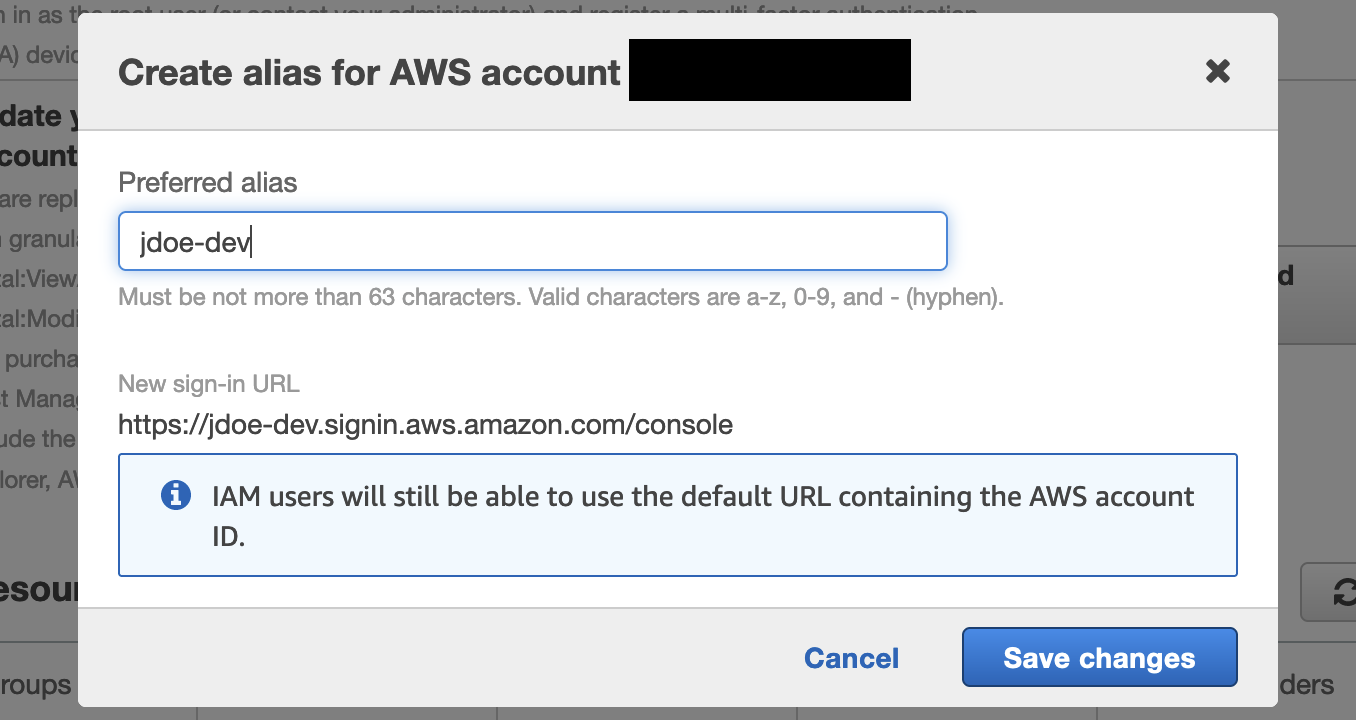 in as the root user (or contact your administrator) and register a multi-factor authentication
A) devic
Create alias for AWS account
date y
count
Preferred alias
are repl
jdoe-dev
granula
tal:View
Must be not more than 63 characters. Valid characters are a-z, 0-9, and - (hyphen).
d
tal:Modi
purcha
New sign-in URL
st Manag
https://jdoe-dev.signin.aws.amazon.com/console
ude the
lorer, AW
IAM users will still be able to use the default URL containing the AWS account
ID.
esour
Cancel
Save changes
roups
ders